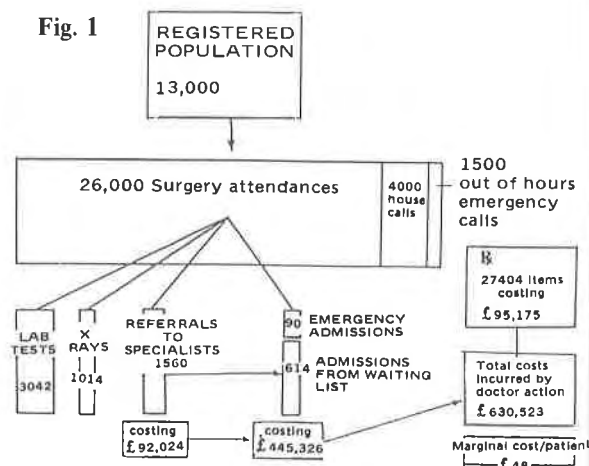 Fig. 1
REGISTERED
POPULATION
13,000
26,000 Surgery attendances
4000
house
calls
1500
out of hours
emergency
calls
℞
27404 items
costing
£95,175
LAB
TESTS
3042
X
RAYS
1014
REFERRALS
TO
SPECIALISTS
1560
90
EMERGENCY
ADMISSIONS
614
ADMISSIONS
FROM WAITING
LIST
Total costs
incurred by
doctor action
£630,523
costing
£92,024
costing
£445,326
Marginal cost/patient
£48